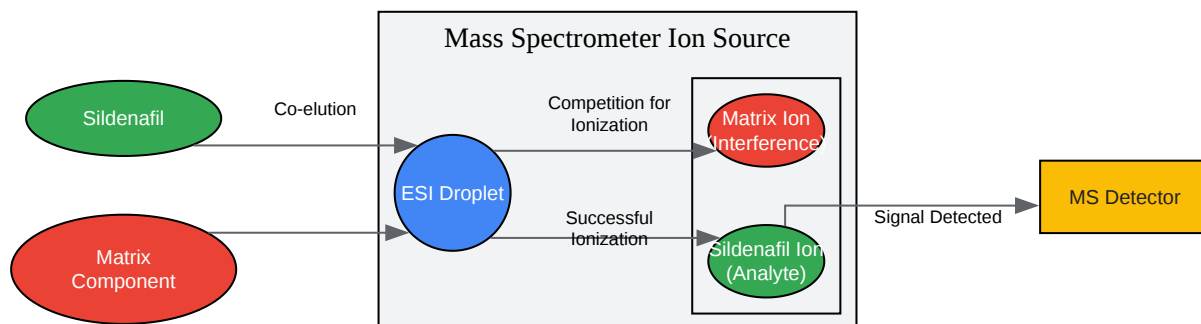 Mass Spectrometer Ion Source
Sildenafil
Co-elution
Matrix
Component
ESI Droplet
Competition for
Ionization
Successful
Ionization
Matrix Ion
(Interference)
Sildenafil Ion
(Analyte)
Signal Detected
MS Detector